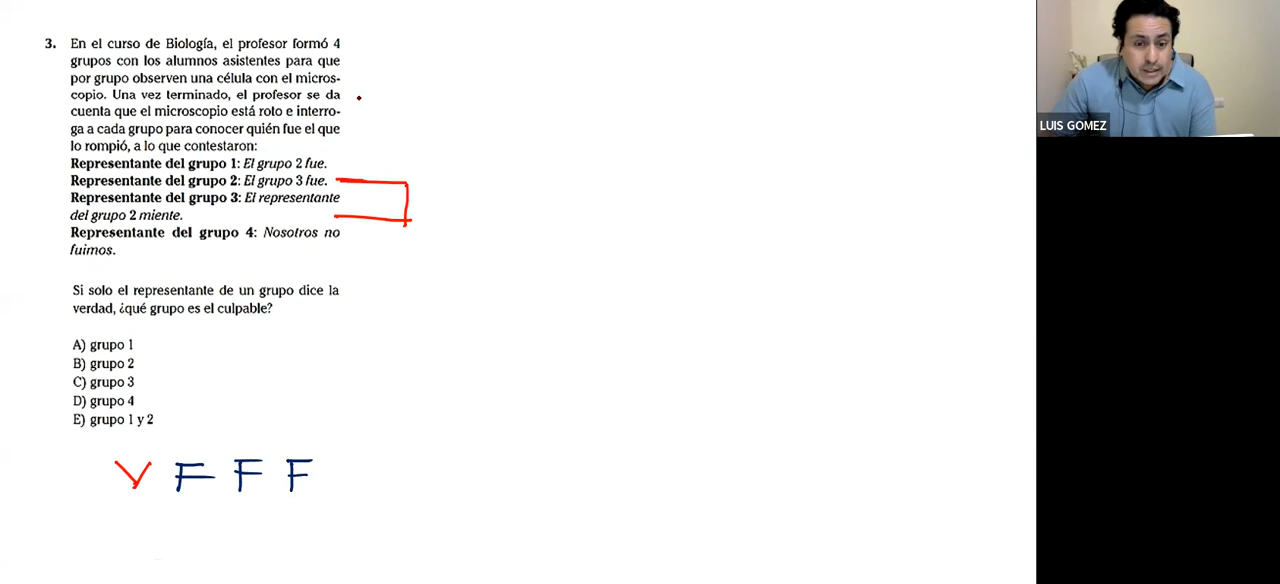 3. En el curso de Biología, el profesor formó 4
grupos con los alumnos asistentes para que
por grupo observen una célula con el micros-
copio. Una vez terminado, el profesor se da
cuenta que el microscopio está roto e interro-
ga a cada grupo para conocer quién fue el que
lo rompió, a lo que contestaron:
Representante del grupo 1: El grupo 2 fue.
Representante del grupo 2: El grupo 3 fue.
Representante del grupo 3: El representante
del grupo 2 miente.
Representante del grupo 4: Nosotros no
fuimos.
Si solo el representante de un grupo dice la
verdad, ¿qué grupo es el culpable?
A) grupo 1
B) grupo 2
C) grupo 3
D) grupo 4
E) grupo 1 y 2
V F F F
LUIS GOMEZ